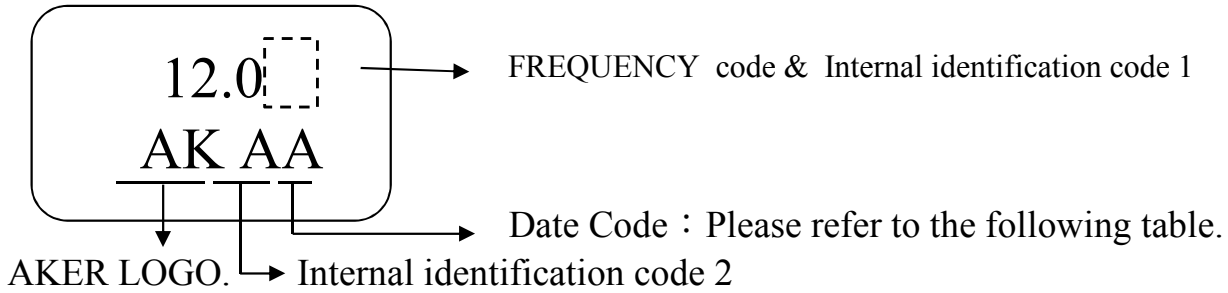 12.0
FREQUENCY code & Internal identification code 1
AK AA
Date Code：Please refer to the following table.
AKER LOGO.
Internal identification code 2